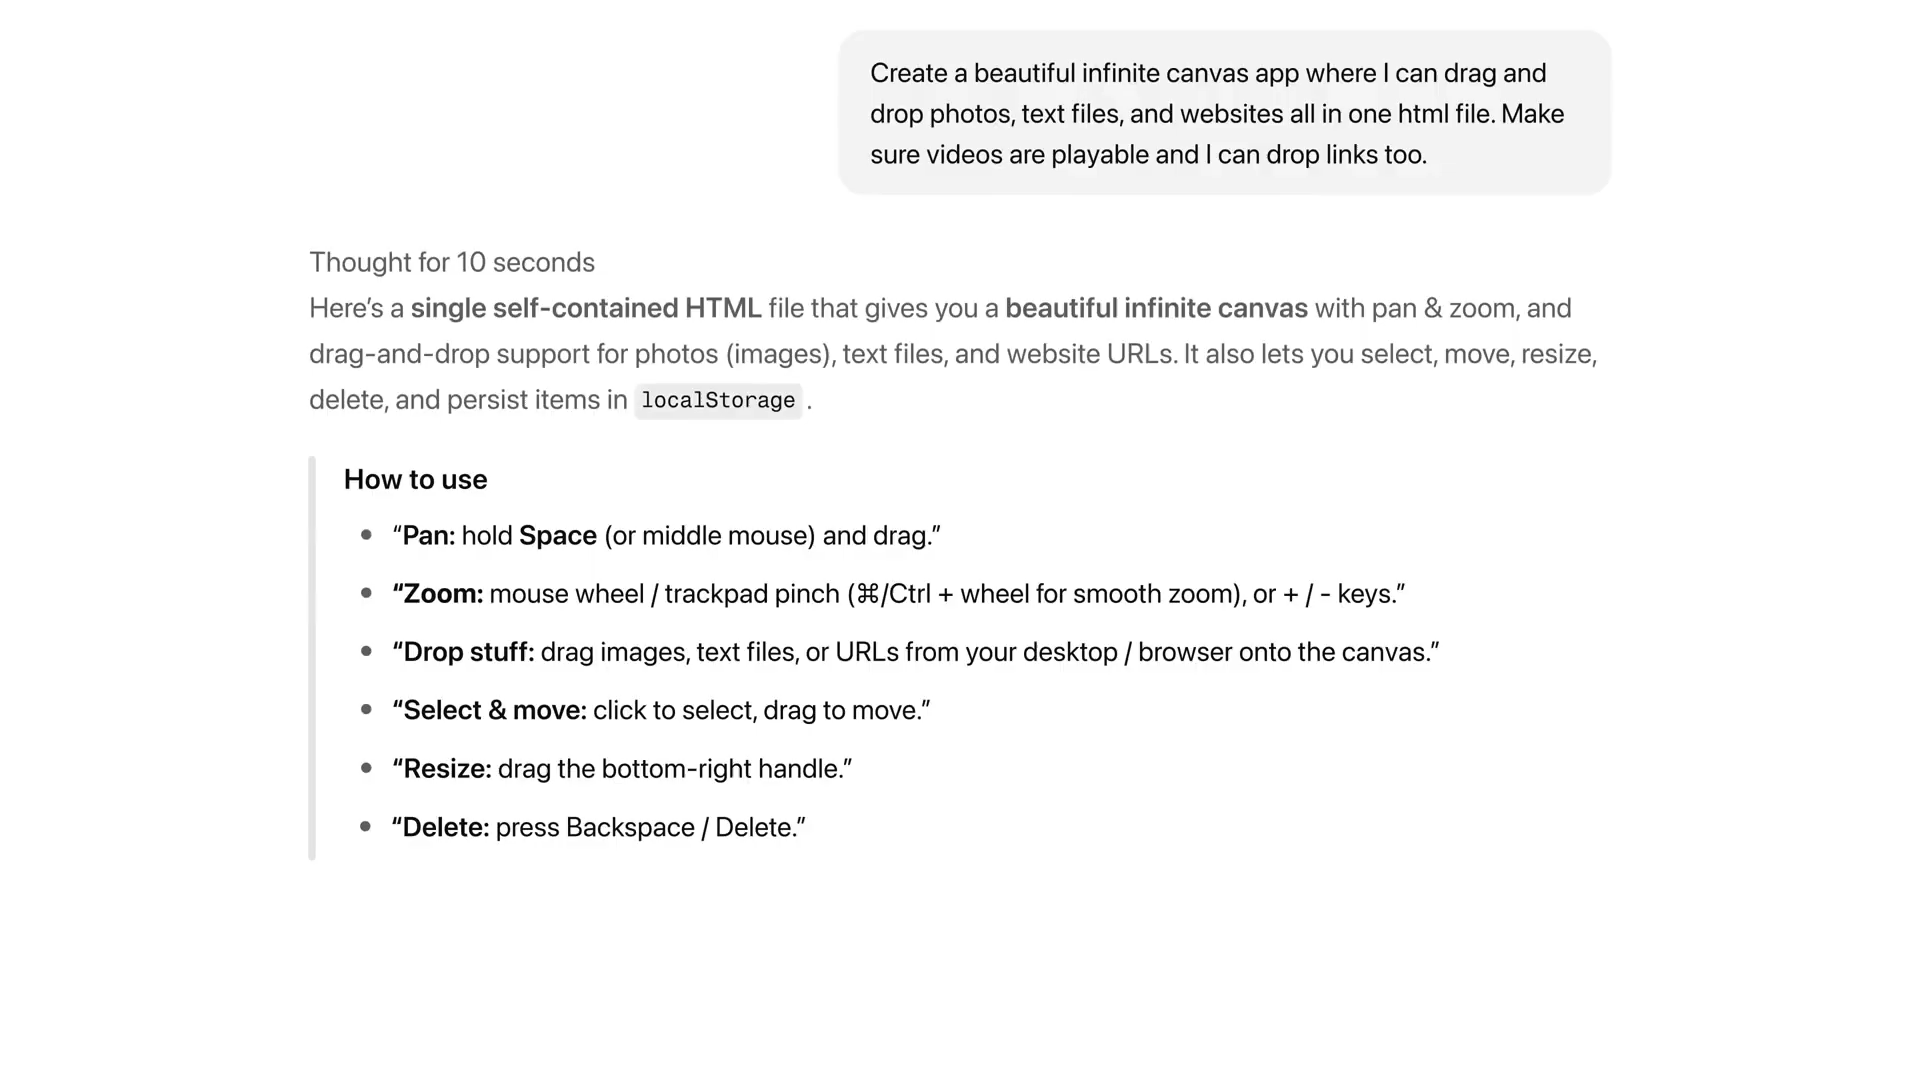 Create a beautiful infinite canvas app where I can drag and
drop photos, text files, and websites all in one html file. Make
sure videos are playable and I can drop links too.
Thought for 10 seconds
Here’s a single self-contained HTML file that gives you a beautiful infinite canvas with pan & zoom, and
drag-and-drop support for photos (images), text files, and website URLs. It also lets you select, move, resize,
delete, and persist items in localStorage .
How to use
• “Pan: hold Space (or middle mouse) and drag.”
• “Zoom: mouse wheel / trackpad pinch (⌘/Ctrl + wheel for smooth zoom), or + / - keys.”
• “Drop stuff: drag images, text files, or URLs from your desktop / browser onto the canvas.”
• “Select & move: click to select, drag to move.”
• “Resize: drag the bottom-right handle.”
• “Delete: press Backspace / Delete.”